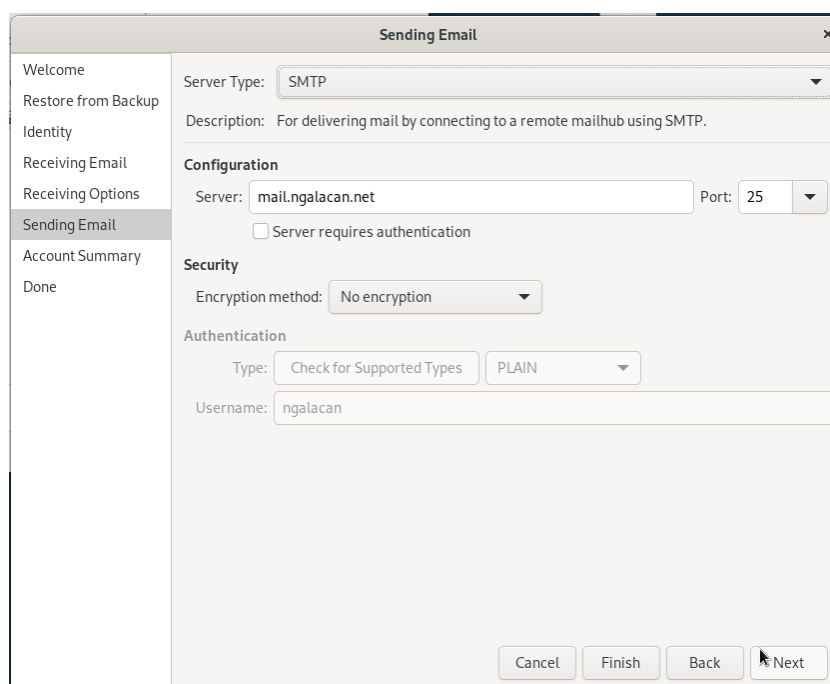 Sending Email
Welcome
Restore from Backup
Identity
Receiving Email
Receiving Options
Sending Email
Account Summary
Done
Server Type: SMTP
Description: For delivering mail by connecting to a remote mailhub using SMTP.
Configuration
Server: mail.ngalacan.net Port: 25
Server requires authentication
Security
Encryption method: No encryption
Authentication
Type: Check for Supported Types PLAIN
Username: ngalacan
Cancel Finish Back Next